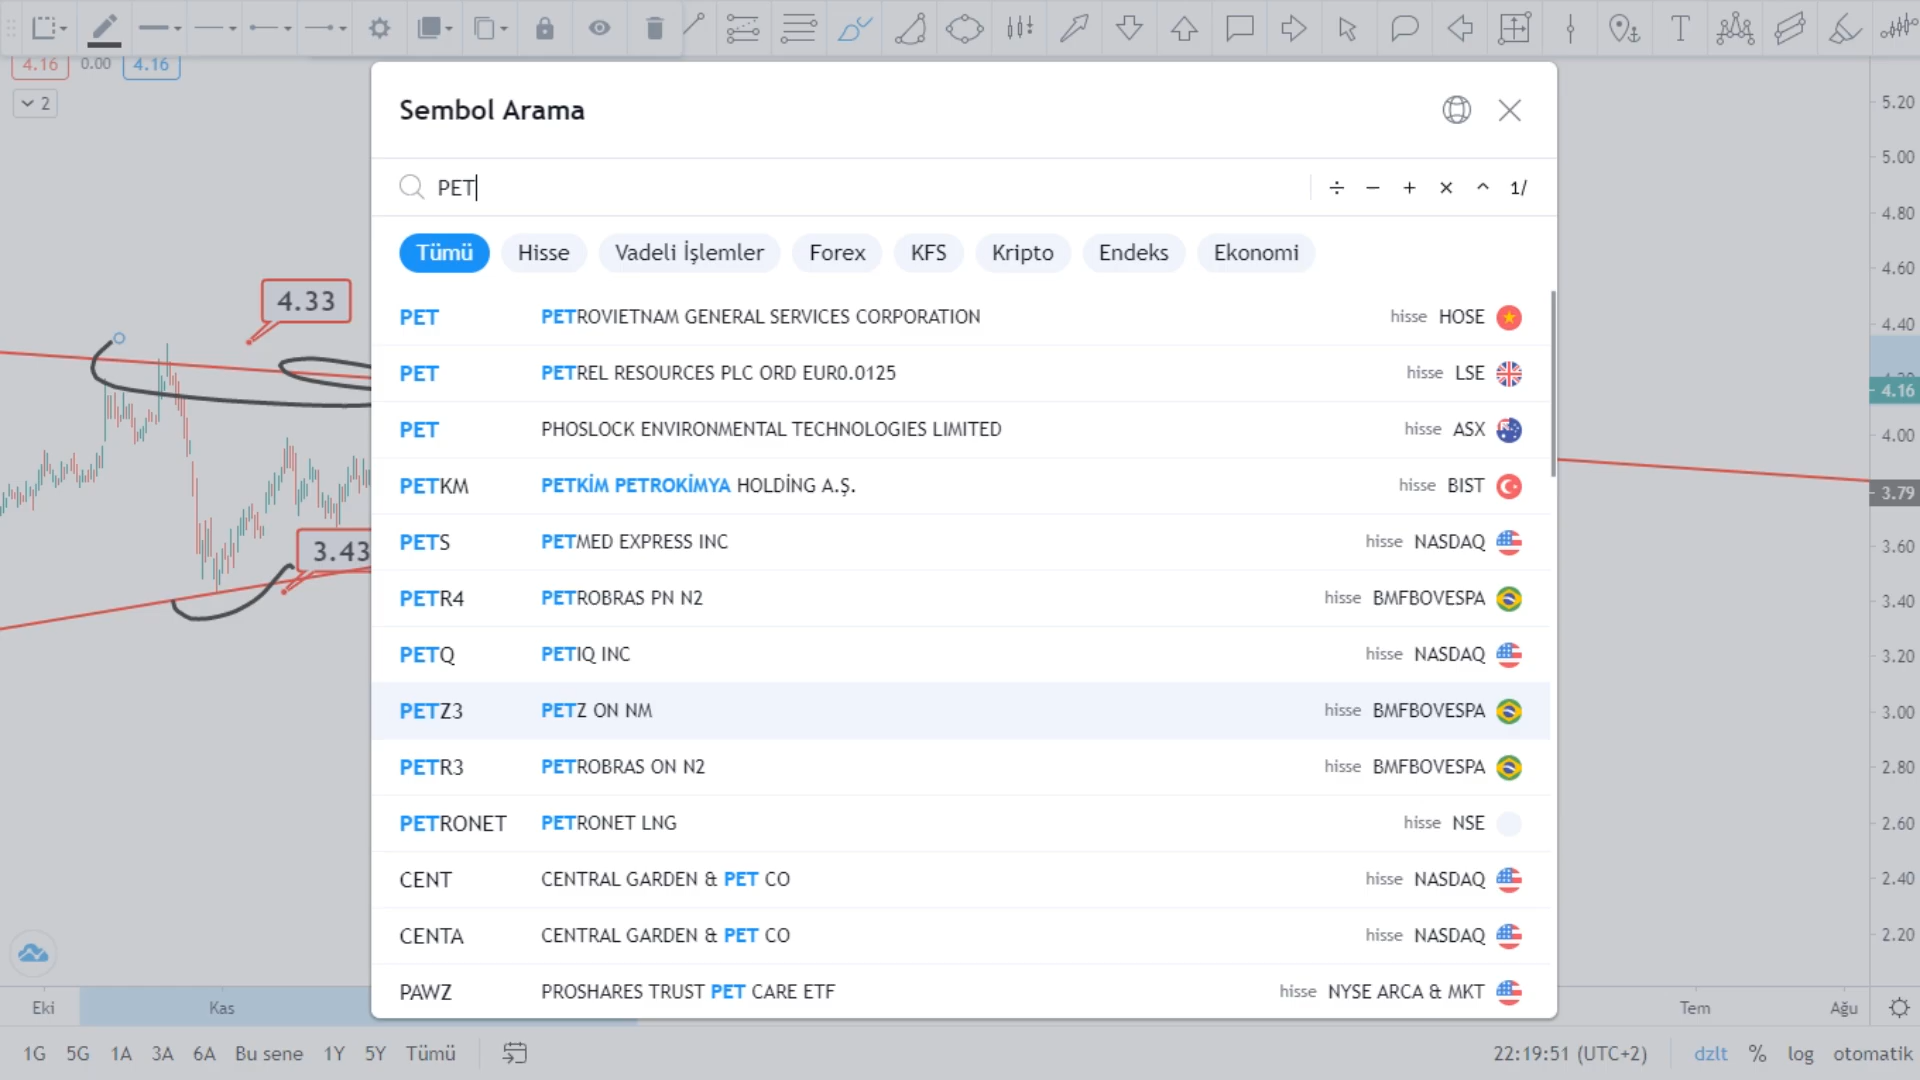 T
4.16 0.00 4.16
2
Sembol Arama
PET
÷ − + × ^ 1/
Tümü Hisse Vadeli İşlemler Forex KFS Kripto Endeks Ekonomi
PET PETROVIETNAM GENERAL SERVICES CORPORATION hisse HOSE
PET PETREL RESOURCES PLC ORD EUR0.0125 hisse LSE
PET PHOSLOCK ENVIRONMENTAL TECHNOLOGIES LIMITED hisse ASX
PETKM PETKİM PETROKİMYA HOLDİNG A.Ş. hisse BIST
PETS PETMED EXPRESS INC hisse NASDAQ
PETR4 PETROBRAS PN N2 hisse BMFBOVESPA
PETQ PETIQ INC hisse NASDAQ
PETZ3 PETZ ON NM hisse BMFBOVESPA
PETR3 PETROBRAS ON N2 hisse BMFBOVESPA
PETRONET PETRONET LNG hisse NSE
CENT CENTRAL GARDEN & PET CO hisse NASDAQ
CENTA CENTRAL GARDEN & PET CO hisse NASDAQ
PAWZ PROSHARES TRUST PET CARE ETF hisse NYSE ARCA & MKT
4.33
3.43
5.20
5.00
4.80
4.60
4.40
4.16
4.00
3.79
3.60
3.40
3.20
3.00
2.80
2.60
2.40
2.20
Eki Kas Tem Ağu
1G 5G 1A 3A 6A Bu sene 1Y 5Y Tümü 22:19:51 (UTC+2) dzlt % log otomatik